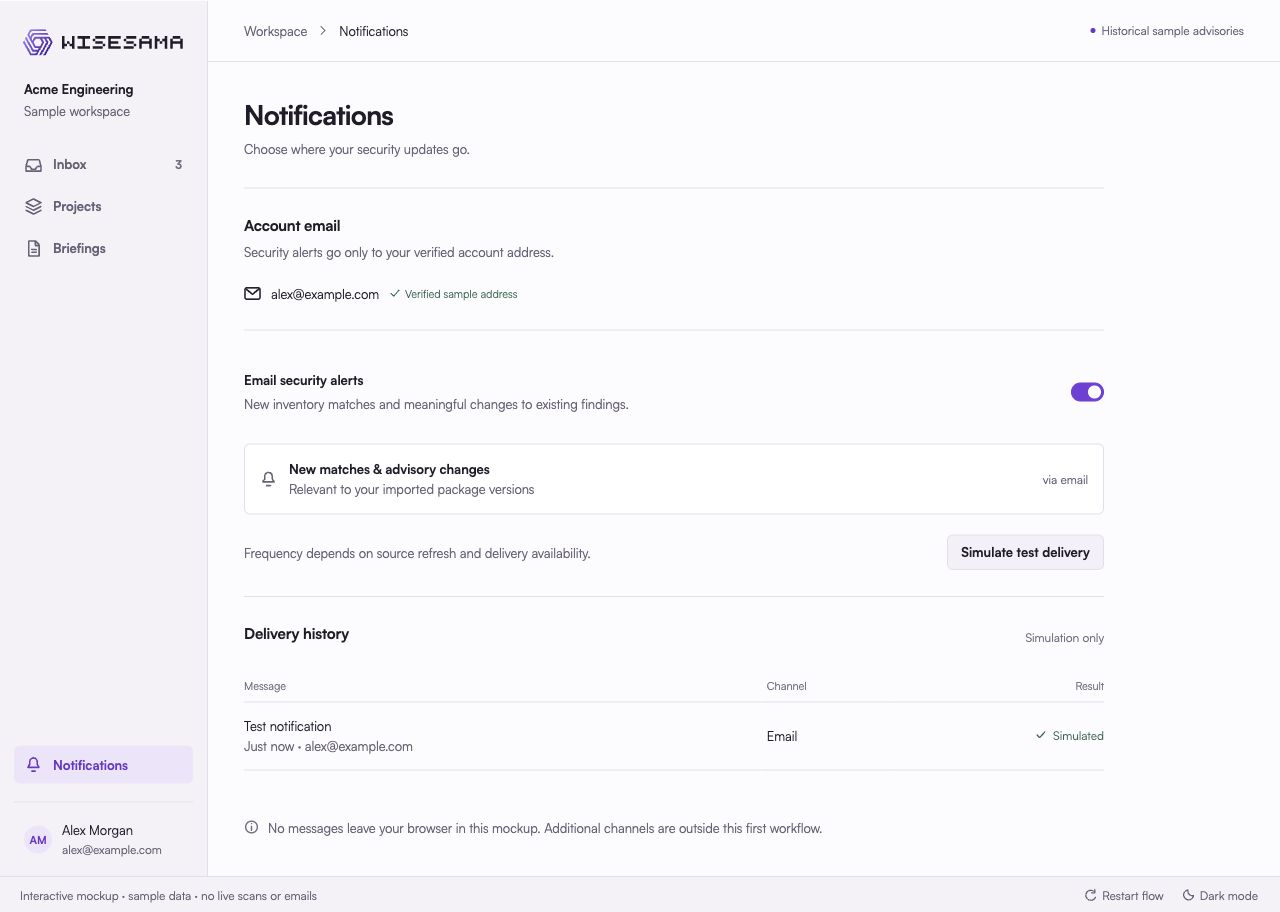 WISESAMA
Acme Engineering
Sample workspace
Inbox 3
Projects
Briefings
Notifications
AM
Alex Morgan
alex@example.com
Workspace > Notifications
• Historical sample advisories
Notifications
Choose where your security updates go.
Account email
Security alerts go only to your verified account address.
alex@example.com ✓ Verified sample address
Email security alerts
New inventory matches and meaningful changes to existing findings.
New matches & advisory changes
Relevant to your imported package versions
via email
Frequency depends on source refresh and delivery availability.
Simulate test delivery
Delivery history
Simulation only
Message Channel Result
Test notification
Just now · alex@example.com
Email
✓ Simulated
No messages leave your browser in this mockup. Additional channels are outside this first workflow.
Interactive mockup · sample data · no live scans or emails
Restart flow
Dark mode